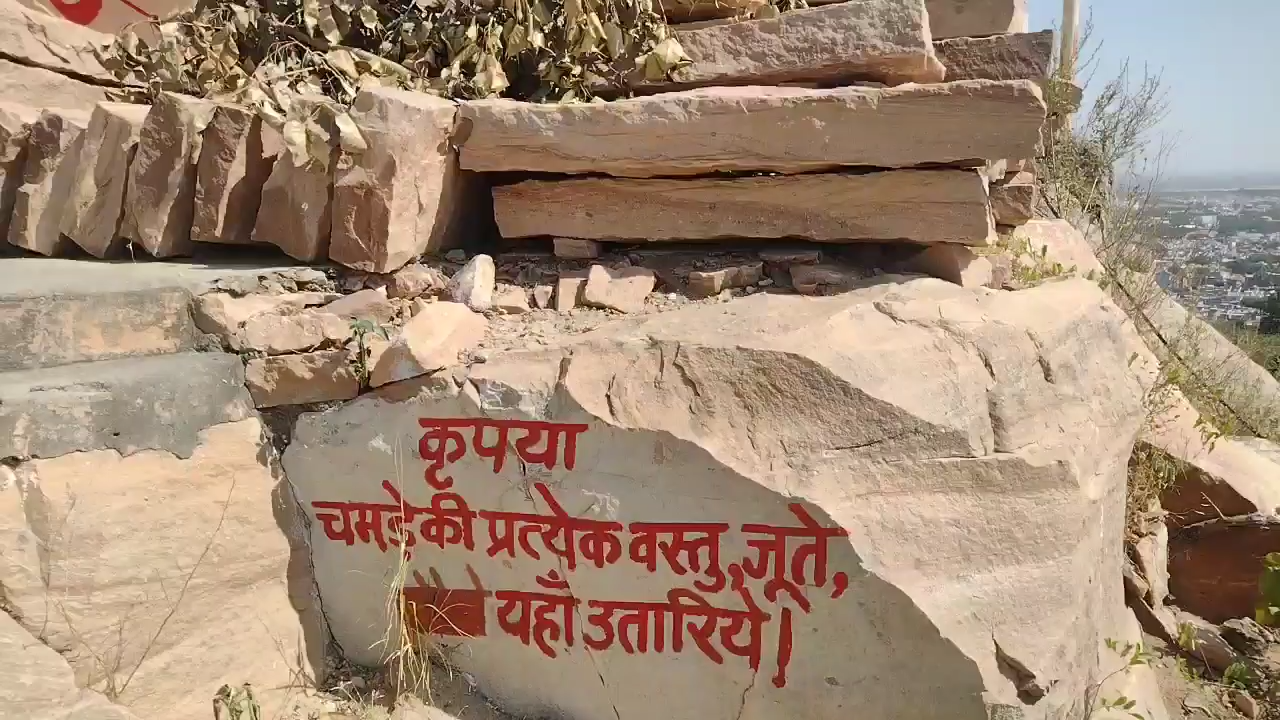 कृपया
चमड़े की प्रत्येक वस्तु, जूते,
यहाँ उतारिये।